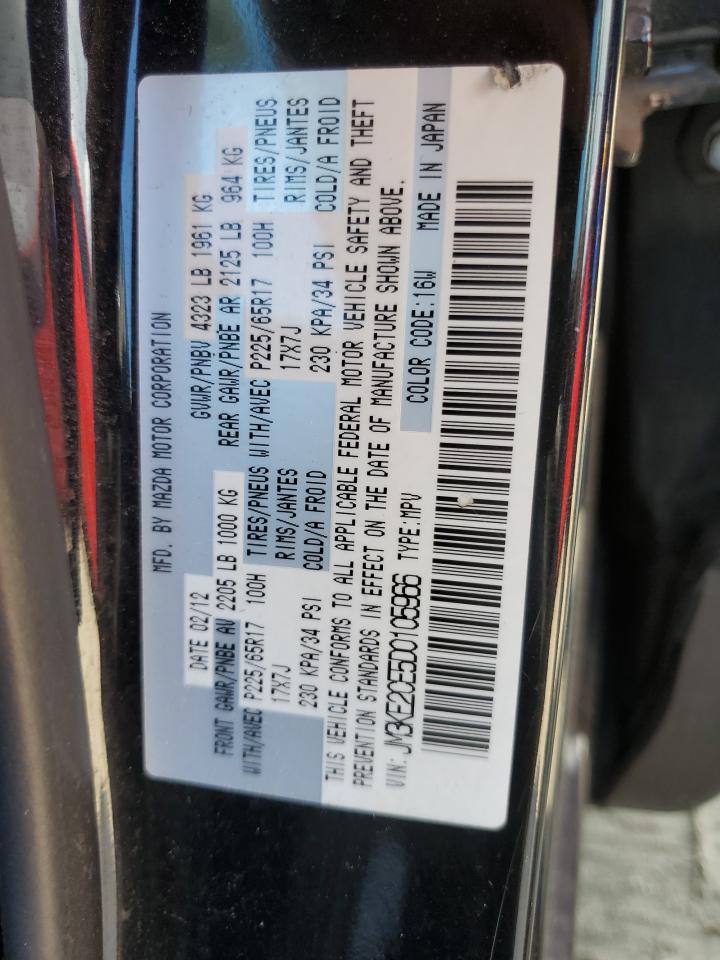 MFD. BY MAZDA MOTOR CORPORATION
DATE 02/12 GVWR/PNBV 4323 LB 1961 KG
FRONT GAWR/PNBE AV 2205 LB 1000 KG REAR GAWR/PNBE AR 2125 LB 964 KG
WITH/AVEC P225/65R17 100H TIRES/PNEUS WITH/AVEC P225/65R17 100H TIRES/PNEUS
17X7J RIMS/JANTES 17X7J RIMS/JANTES
230 KPA/34 PSI COLD/A FROID 230 KPA/34 PSI COLD/A FROID
THIS VEHICLE CONFORMS TO ALL APPLICABLE FEDERAL MOTOR VEHICLE SAFETY AND THEFT
PREVENTION STANDARDS IN EFFECT ON THE DATE OF MANUFACTURE SHOWN ABOVE.
VIN: JM3KE2CE5D0105966 TYPE:MPV COLOR CODE:16W MADE IN JAPAN